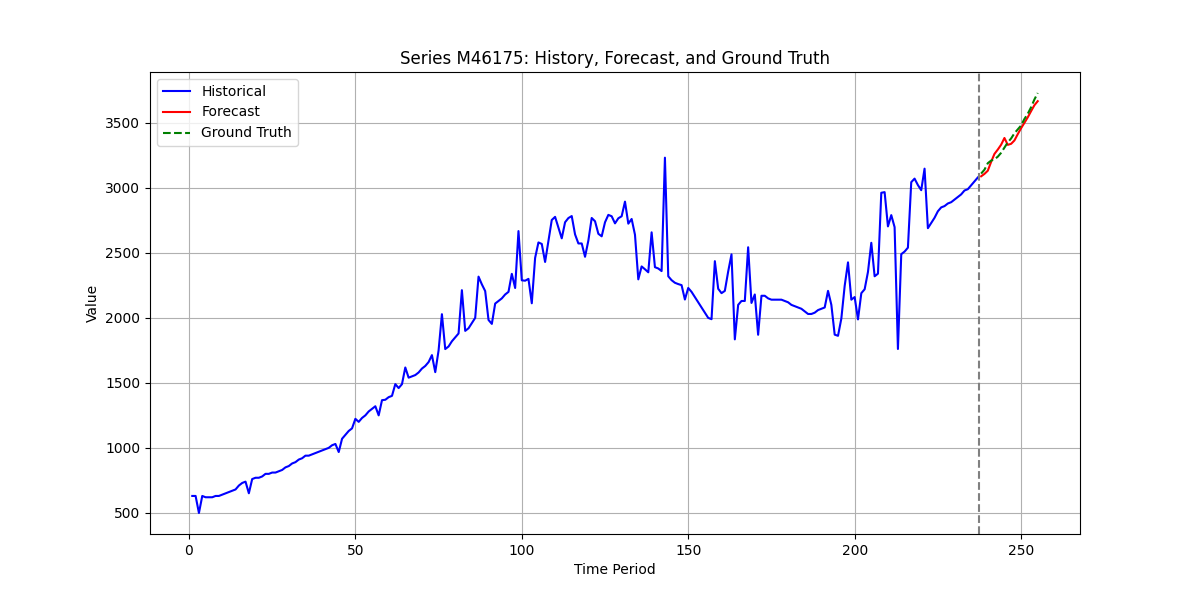 Series M46175: History, Forecast, and Ground Truth
Historical
Forecast
Ground Truth
Value
3500
3000
2500
2000
1500
1000
500
0 50 100 150 200 250
Time Period